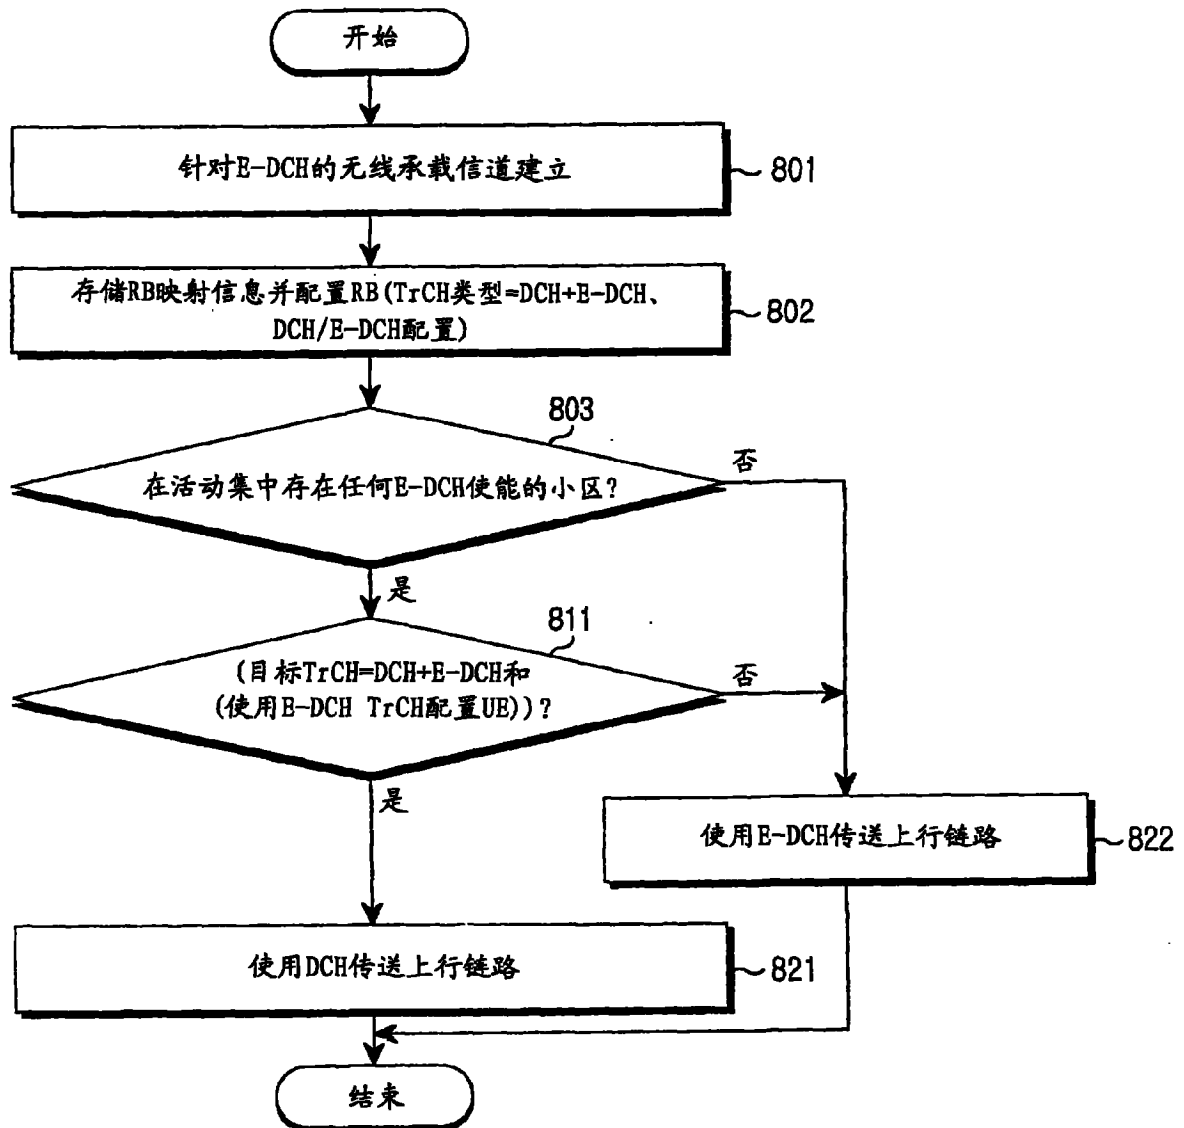 开始
针对E-DCH的无线承载信道建立
801
存储RB映射信息并配置RB(TrCH类型=DCH+E-DCH、
DCH/E-DCH配置)
802
803
在活动集中存在任何E-DCH使能的小区?
否
是
811
(目标TrCH=DCH+E-DCH和
(使用E-DCH TrCH配置UE))?
否
是
使用E-DCH传送上行链路
822
使用DCH传送上行链路
821
结束